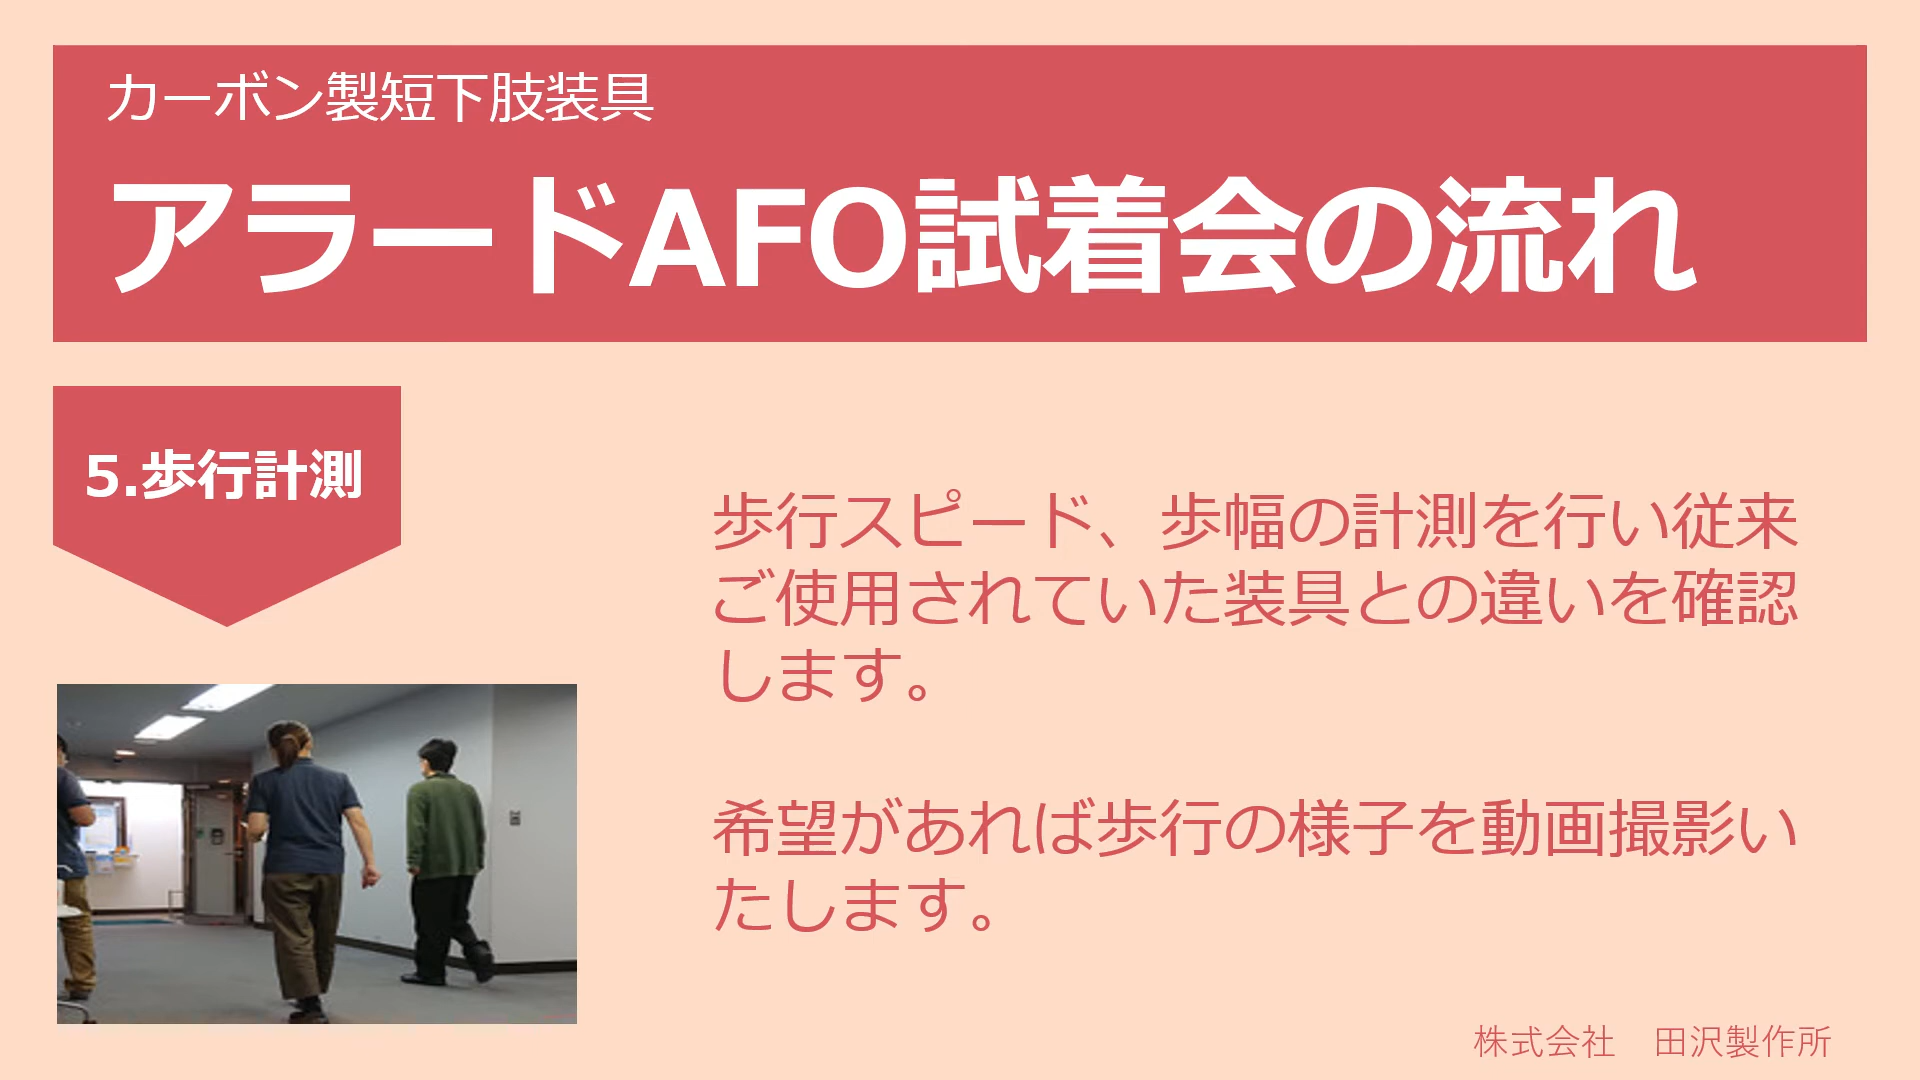 カーボン製短下肢装具
アラードAFO試着会の流れ
5.歩行計測
歩行スピード、歩幅の計測を行い従来
ご使用されていた装具との違いを確認
します。
希望があれば歩行の様子を動画撮影い
たします。
株式会社　田沢製作所